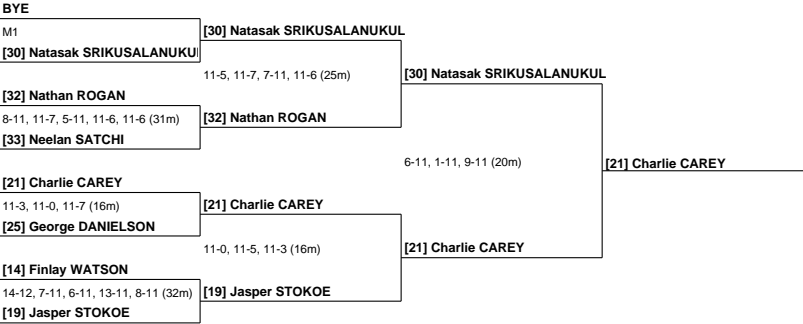 BYE
M1
[30] Natasak SRIKUSALANUKUL
[32] Nathan ROGAN
8-11, 11-7, 5-11, 11-6, 11-6 (31m)
[33] Neelan SATCHI
[21] Charlie CAREY
11-3, 11-0, 11-7 (16m)
[25] George DANIELSON
[14] Finlay WATSON
14-12, 7-11, 6-11, 13-11, 8-11 (32m)
[19] Jasper STOKOE
[30] Natasak SRIKUSALANUKUL
11-5, 11-7, 7-11, 11-6 (25m)
[32] Nathan ROGAN
[21] Charlie CAREY
11-0, 11-5, 11-3 (16m)
[19] Jasper STOKOE
[30] Natasak SRIKUSALANUKUL
6-11, 1-11, 9-11 (20m)
[21] Charlie CAREY
[21] Charlie CAREY